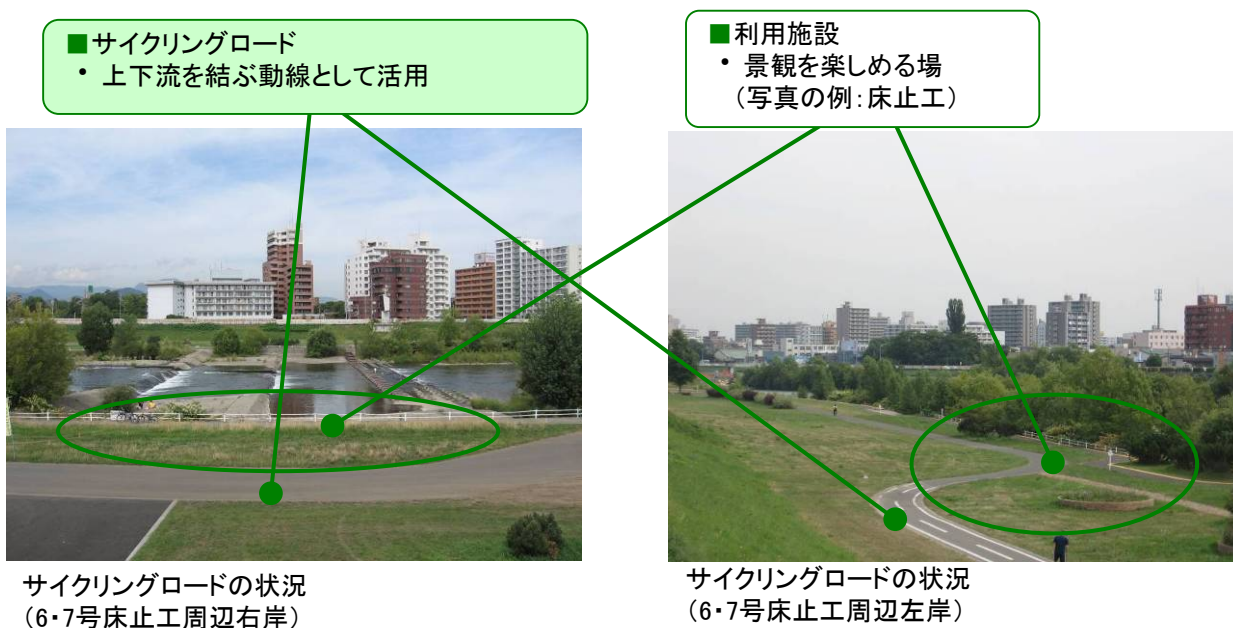 ■サイクリングロード
• 上下流を結ぶ動線として活用
■利用施設
• 景観を楽しめる場
（写真の例：床止工）
サイクリングロードの状況
（6・7号床止工周辺右岸）
サイクリングロードの状況
（6・7号床止工周辺左岸）